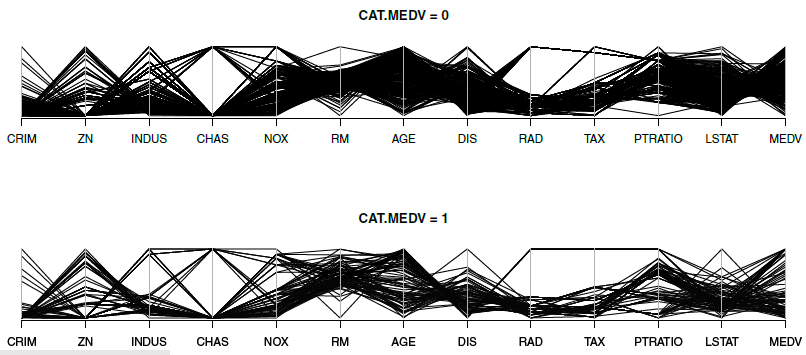 CAT.MEDV = 0
CRIM ZN INDUS CHAS NOX RM AGE DIS RAD TAX PTRATIO LSTAT MEDV
CAT.MEDV = 1
CRIM ZN INDUS CHAS NOX RM AGE DIS RAD TAX PTRATIO LSTAT MEDV